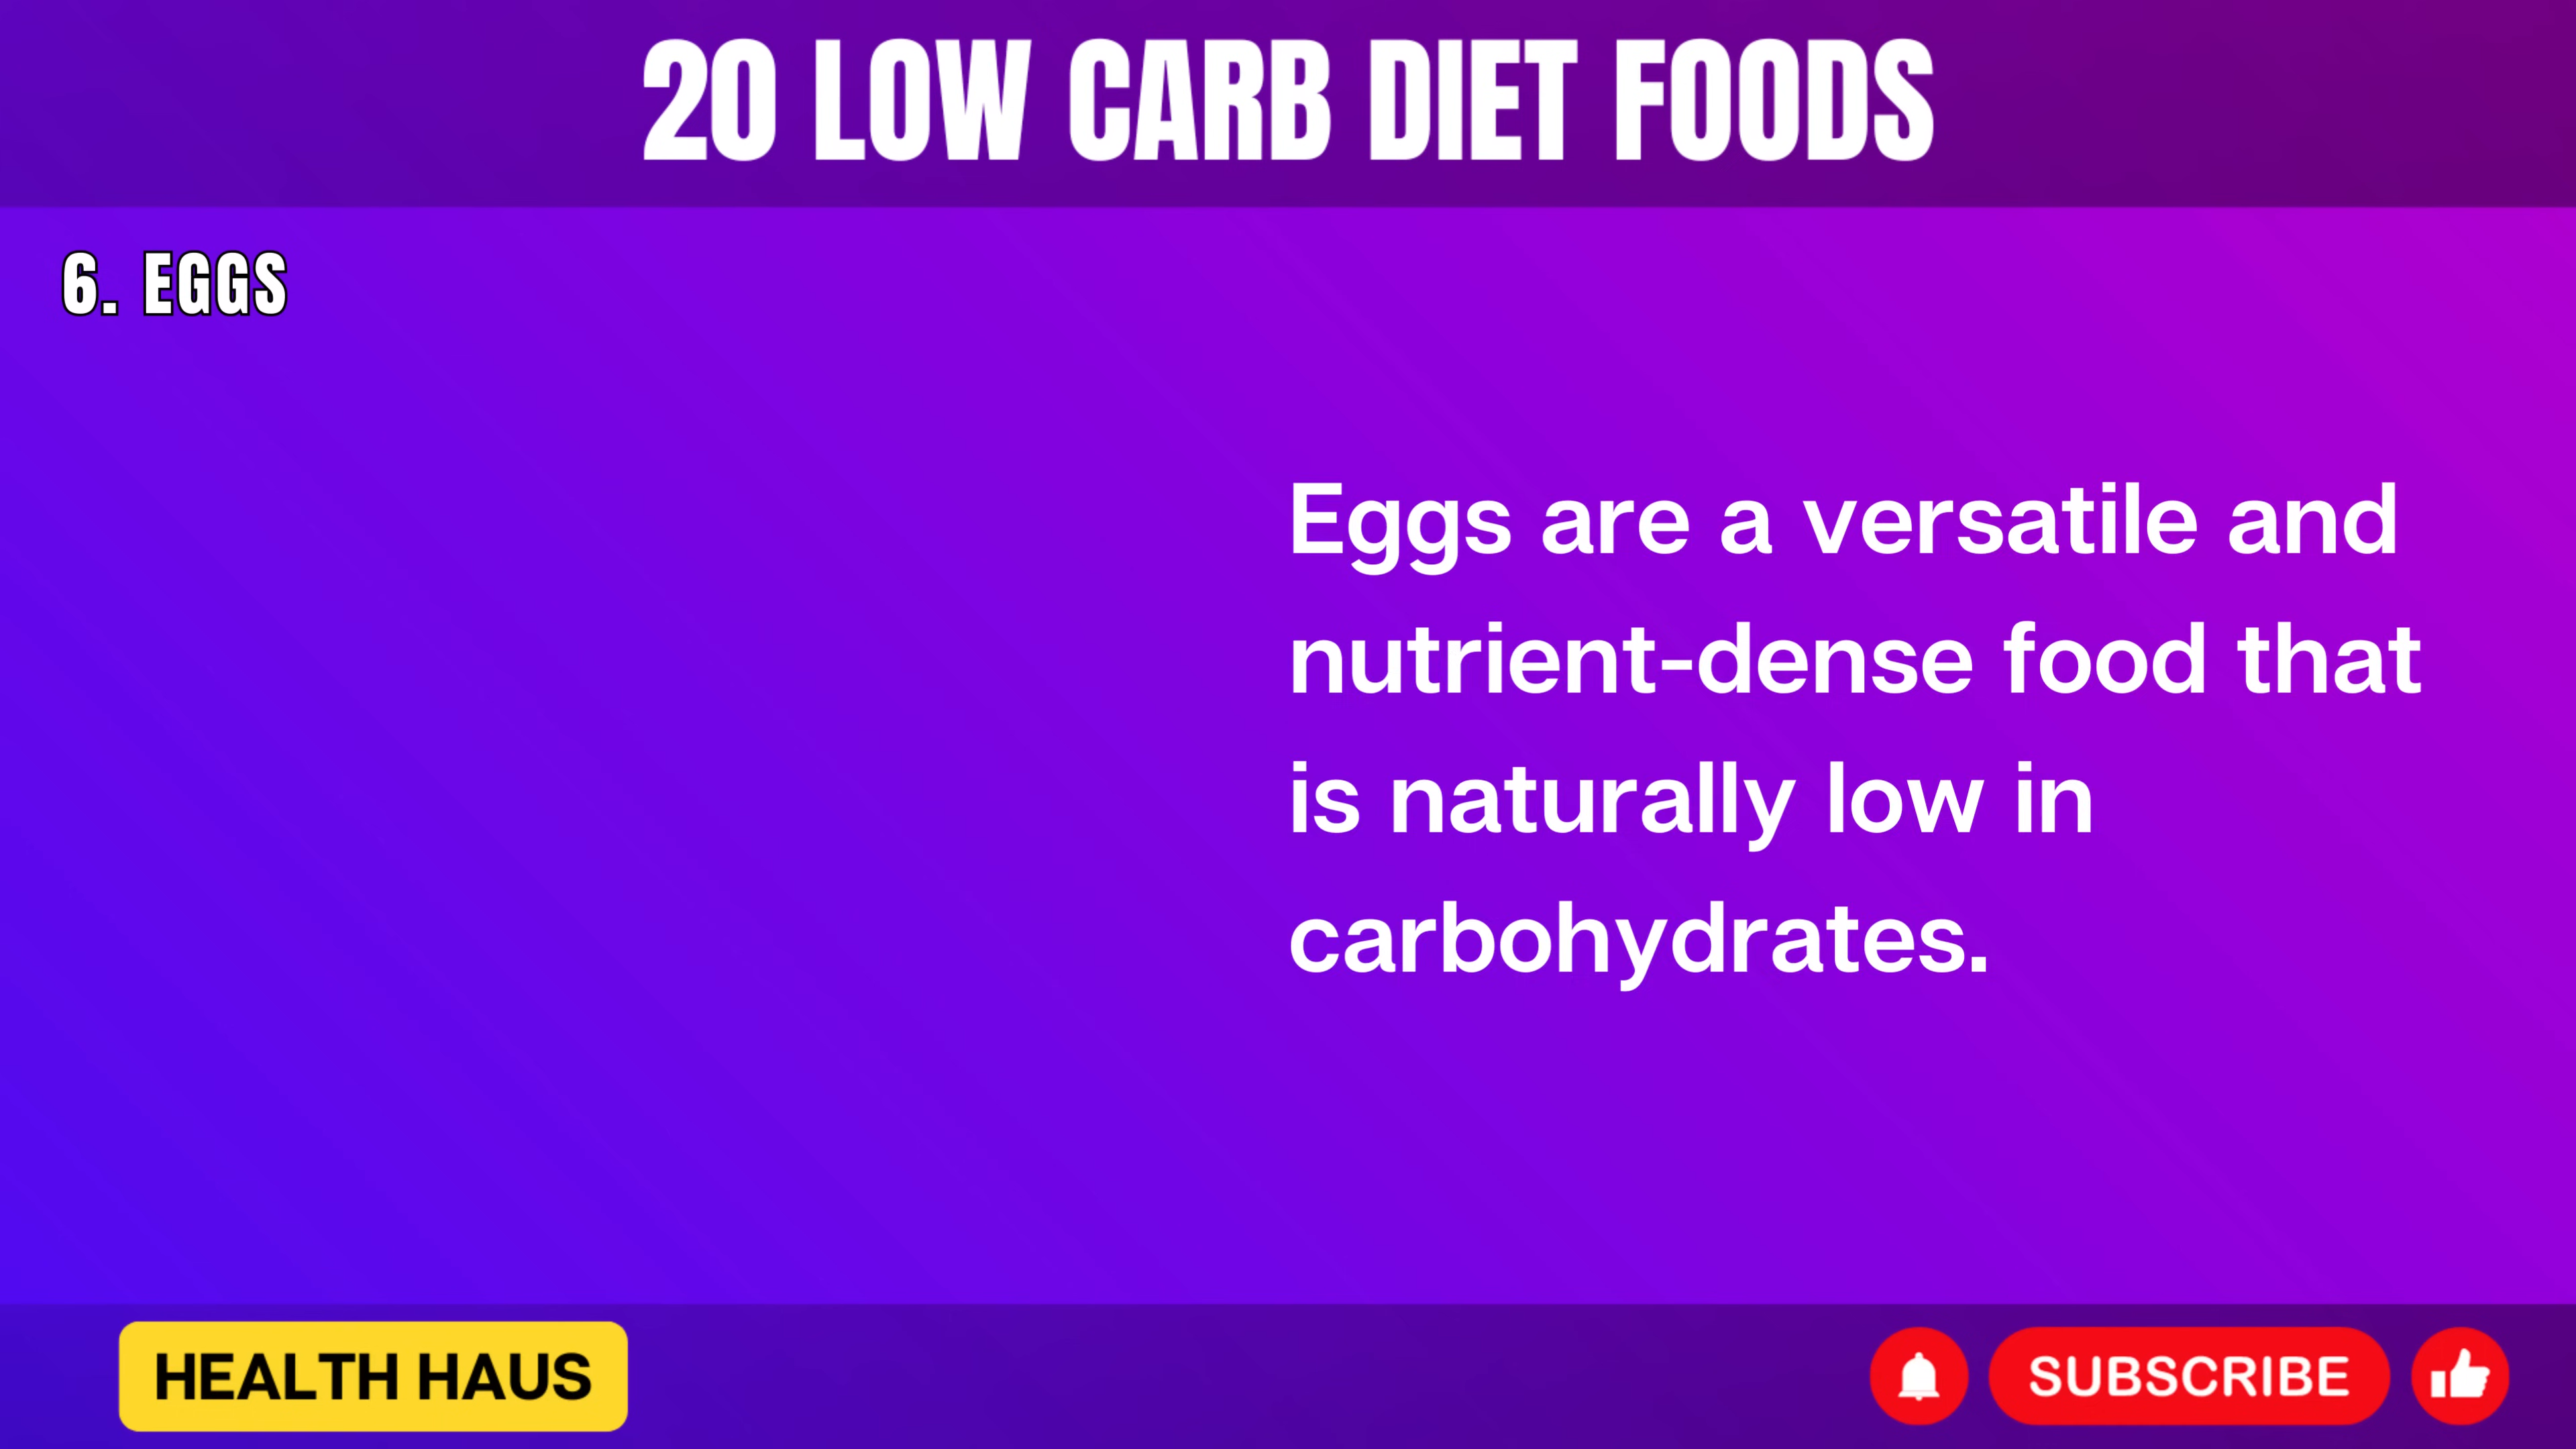 20 LOW CARB DIET FOODS
6. EGGS
Eggs are a versatile and
nutrient-dense food that
is naturally low in
carbohydrates.
HEALTH HAUS
SUBSCRIBE